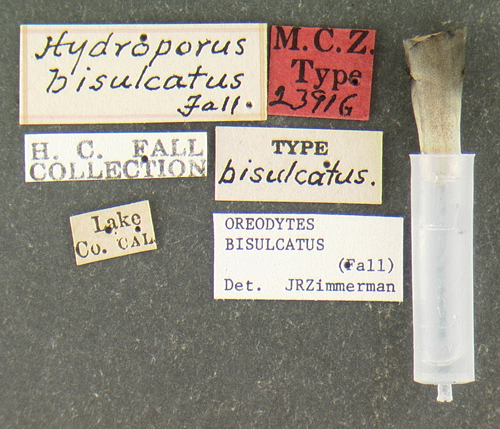 Hydroporus
bisulcatus
Fall.
M.C.Z.
Type
23916
H. C. FALL
COLLECTION
TYPE
bisulcatus.
Lake
Co. CAL
OREODYTES
BISULCATUS
(Fall)
Det. JRZimmerman